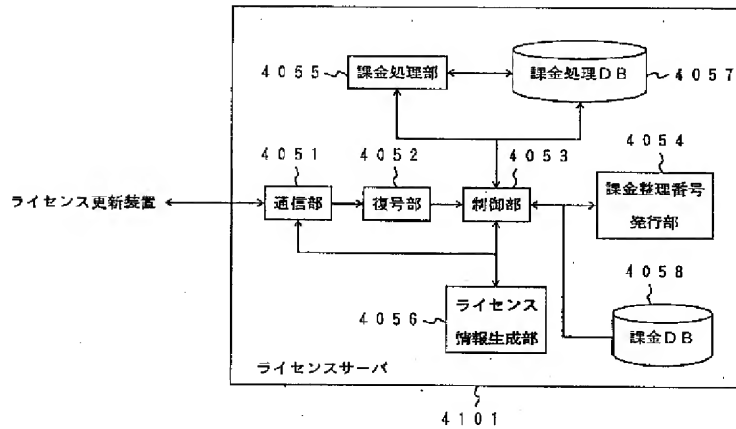 4055
課金処理部
課金処理DB
4057
4051
4052
4053
4054
ライセンス更新装置
通信部
復号部
制御部
課金整理番号
発行部
4056
ライセンス
情報生成部
4058
課金DB
ライセンスサーバ
4101